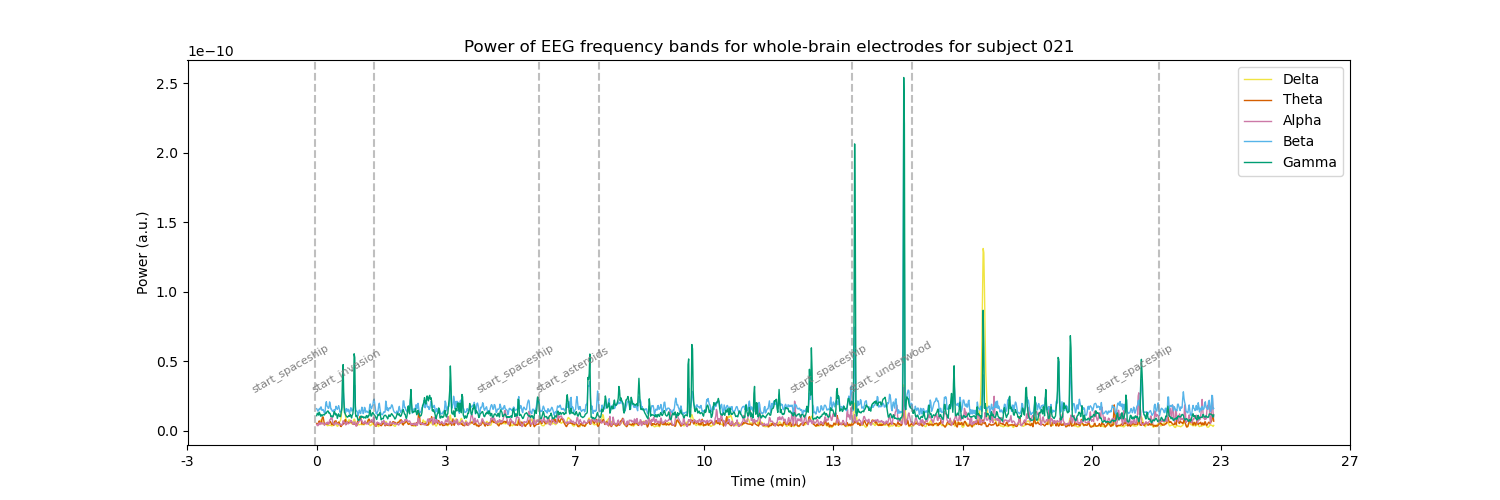 Power of EEG frequency bands for whole-brain electrodes for subject 021
1e−10
2.5
2.0
1.5
1.0
0.5
0.0
Power (a.u.)
start_spaceship
start_invasion
start_spaceship
start_asteroids
start_spaceship
start_underwood
start_spaceship
Delta
Theta
Alpha
Beta
Gamma
-3
0
3
7
10
13
17
20
23
27
Time (min)